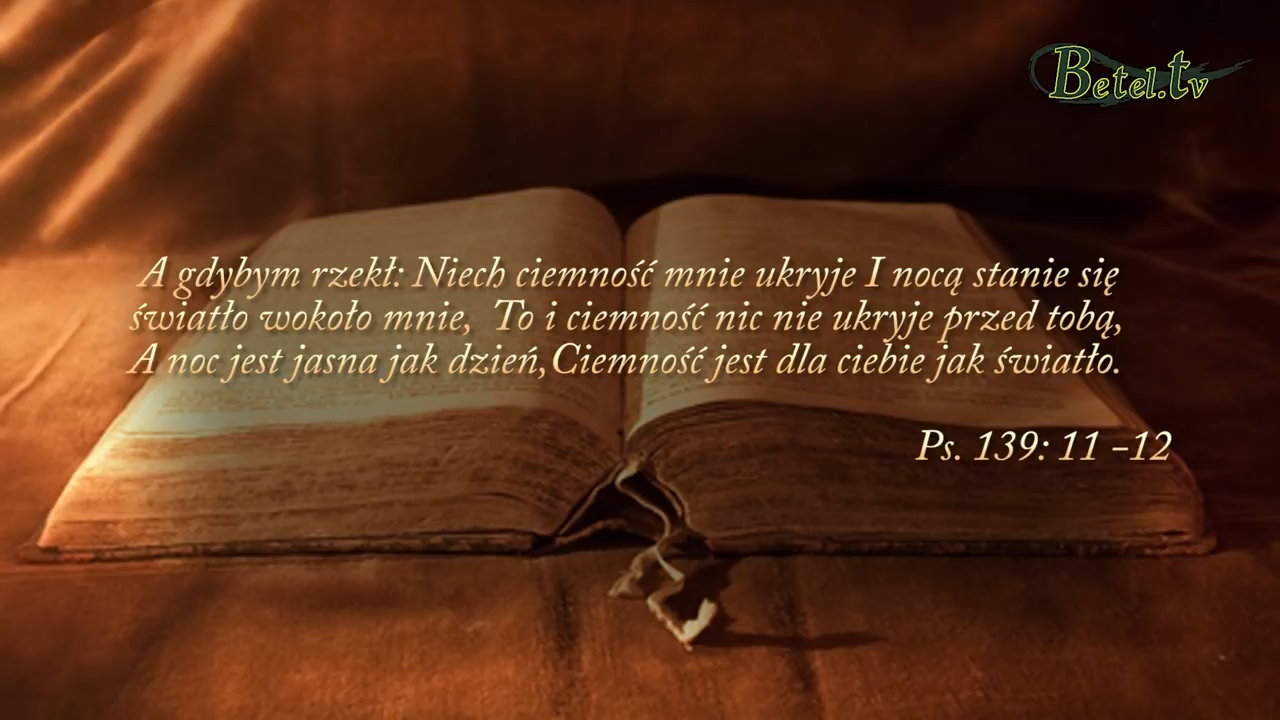 Betel.tv
A gdybym rzekł: Niech ciemność mnie ukryje I nocą stanie się
światło wokoło mnie,  To i ciemność nic nie ukryje przed tobą,
A noc jest jasna jak dzień,Ciemność jest dla ciebie jak światło.
Ps. 139: 11 –12